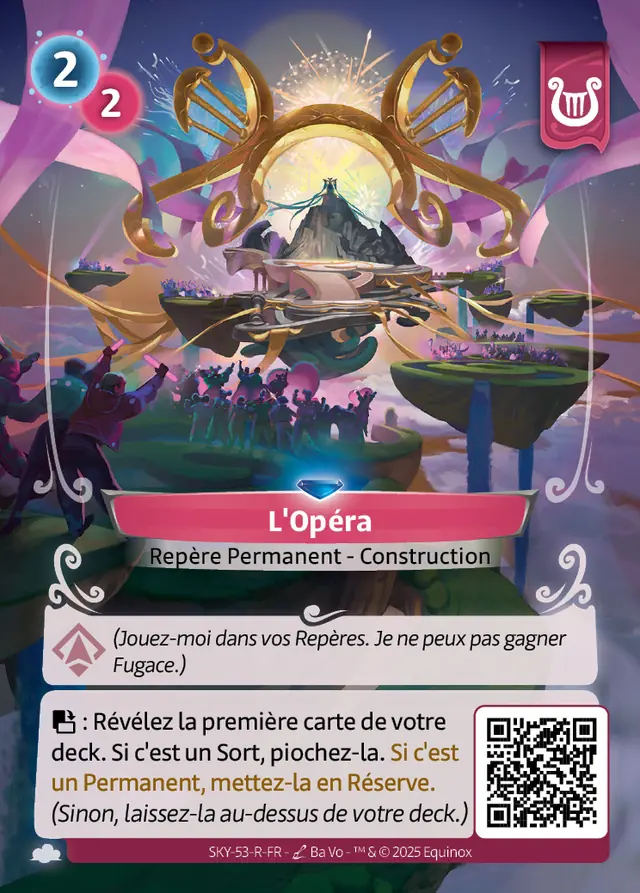 2
2
L'Opéra
Repère Permanent - Construction
(Jouez-moi dans vos Repères. Je ne peux pas gagner
Fugace.)
: Révélez la première carte de votre
deck. Si c'est un Sort, piochez-la. Si c'est
un Permanent, mettez-la en Réserve.
(Sinon, laissez-la au-dessus de votre deck.)
SKY-53-R-FR - Ba Vo - ™ & © 2025 Equinox